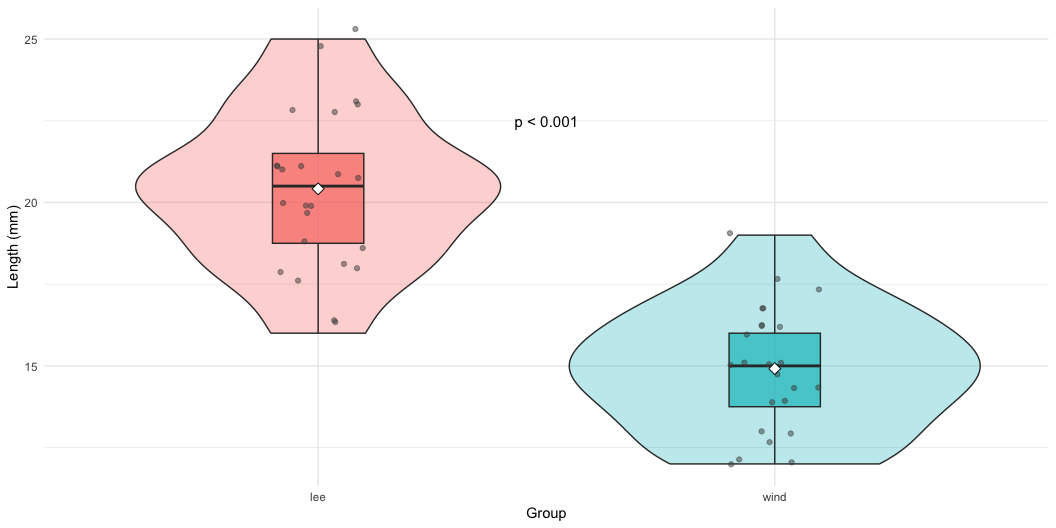 25
p < 0.001
20
15
Length (mm)
lee
wind
Group